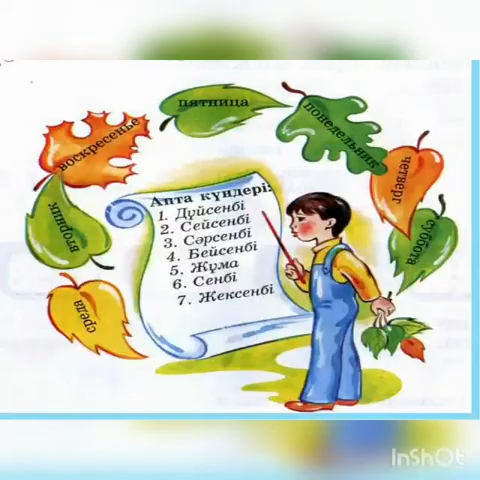 пятница
понедельник
воскресенье
четверг
вторник
суббота
среда
Апта күндері:
1. Дүйсенбі
2. Сейсенбі
3. Сәрсенбі
4. Бейсенбі
5. Жұма
6. Сенбі
7. Жексенбі
InShOt